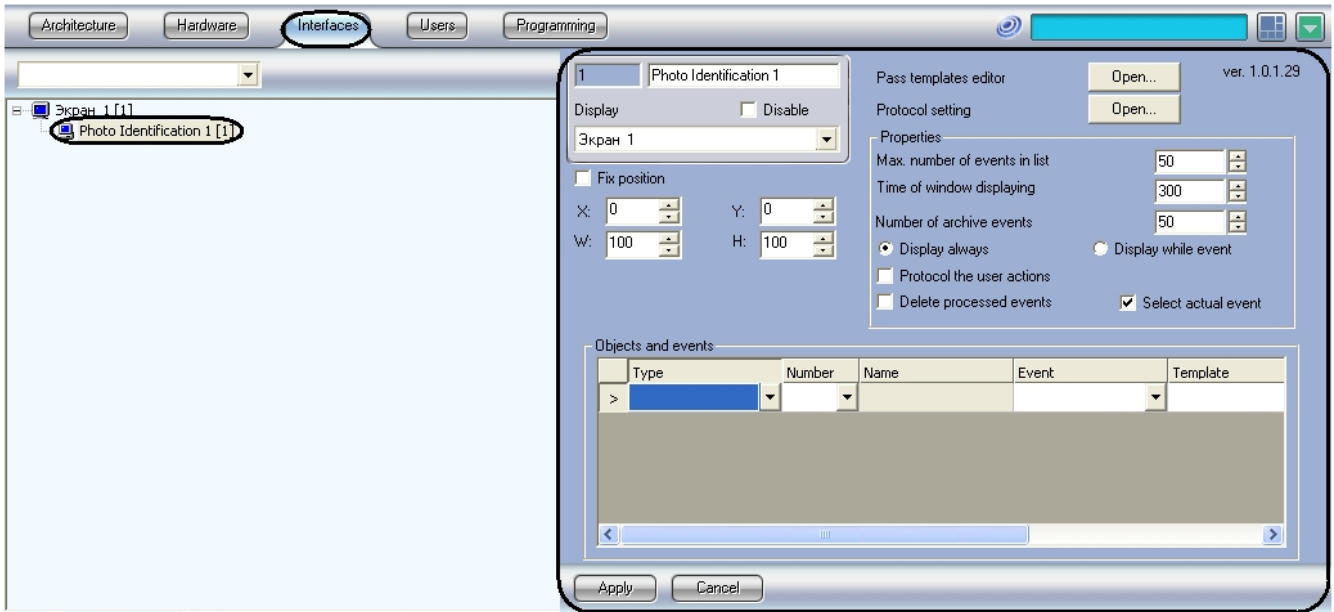 Architecture Hardware Interfaces Users Programming
Экран 1 [1]
Photo Identification 1 [1]
1 Photo Identification 1
Display Disable
Экран 1
Fix position
X: 0 Y: 0
W: 100 H: 100
Pass templates editor Open... ver. 1.0.1.29
Protocol setting Open...
Properties
Max. number of events in list 50
Time of window displaying 300
Number of archive events 50
Display always Display while event
Protocol the user actions
Delete processed events Select actual event
Objects and events
Type Number Name Event Template
>
Apply Cancel